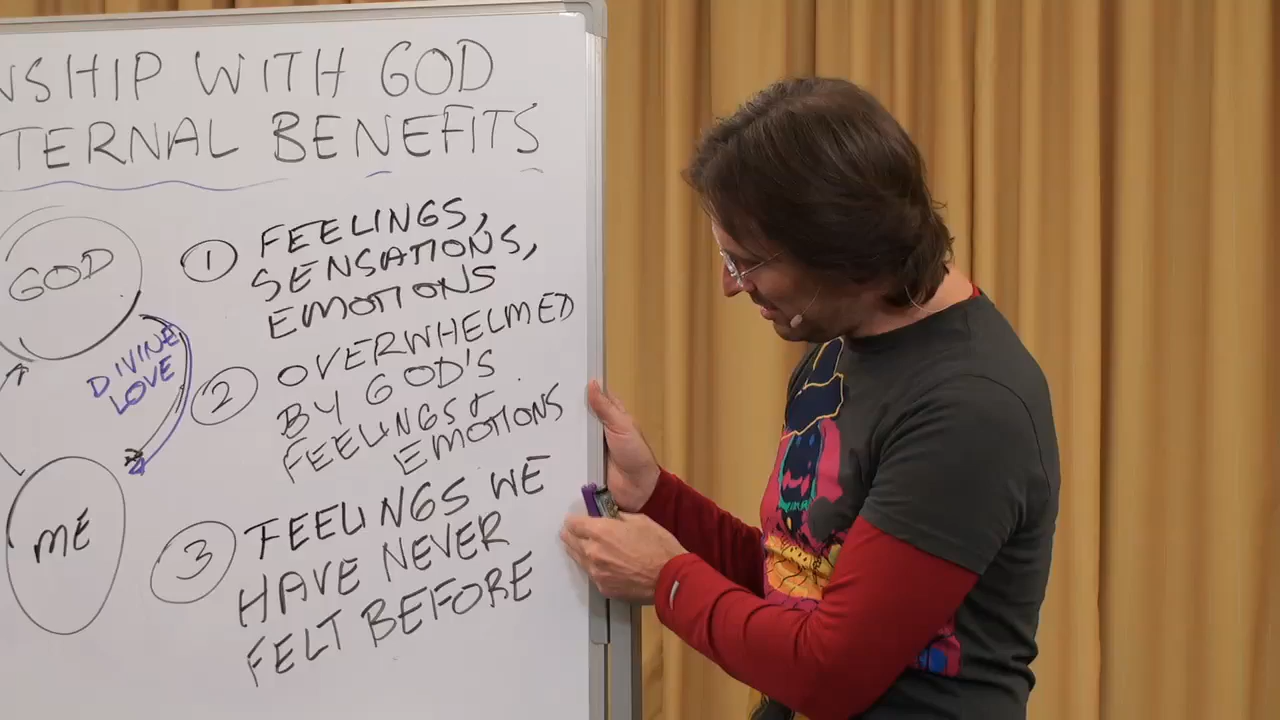 NSHIP WITH GOD
TERNAL BENEFITS
GOD
DIVINE
LOVE
ME
1 FEELINGS,
SENSATIONS,
EMOTIONS
2 OVERWHELMED
BY GOD'S
FEELINGS &
EMOTIONS
3 FEELINGS WE
HAVE NEVER
FELT BEFORE